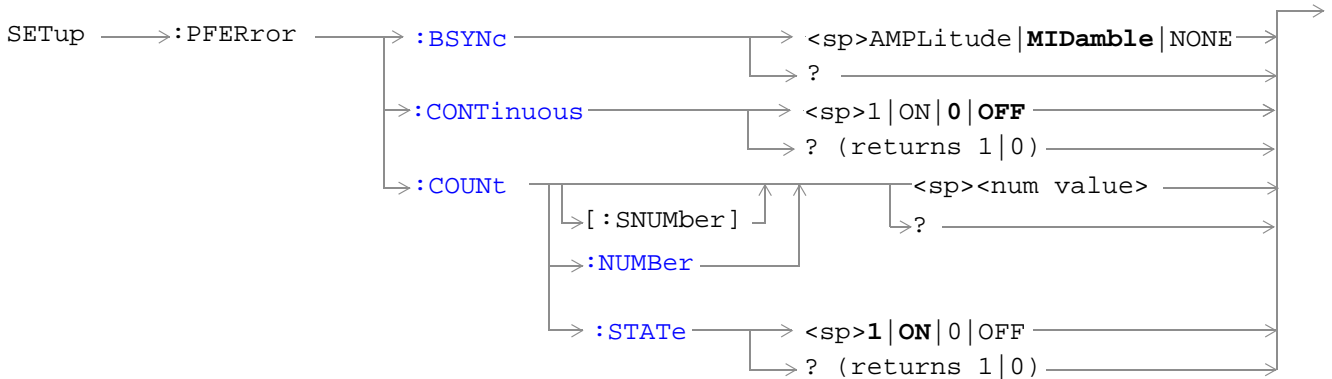 SETup :PFERror :BSYNc <sp>AMPLitude|MIDamble|NONE
?
:CONTinuous <sp>1|ON|0|OFF
? (returns 1|0)
:COUNt <sp><num value>
[:SNUMber] ?
:NUMBer
:STATe <sp>1|ON|0|OFF
? (returns 1|0)